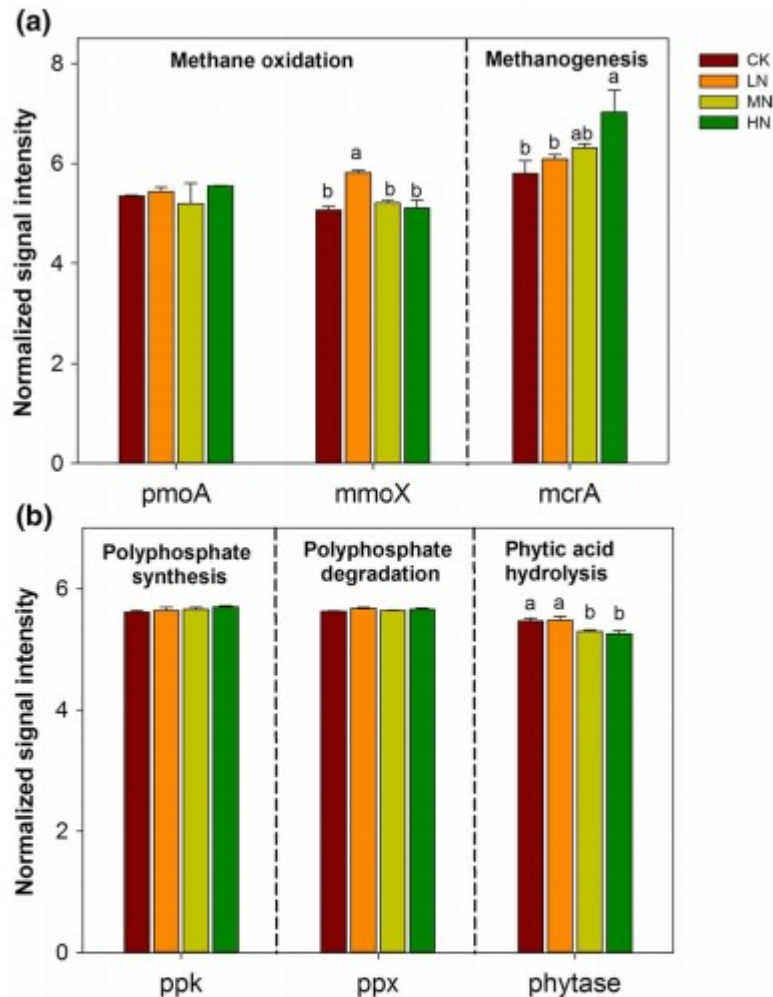 (a)
8
6
4
2
0
Normalized signal intensity
Methane oxidation
Methanogenesis
b
a
b
b
b
b
ab
a
pmoA
mmoX
mcrA
CK
LN
MN
HN
(b)
6
4
2
0
Normalized signal intensity
Polyphosphate
synthesis
Polyphosphate
degradation
Phytic acid
hydrolysis
a
a
b
b
ppk
ppx
phytase